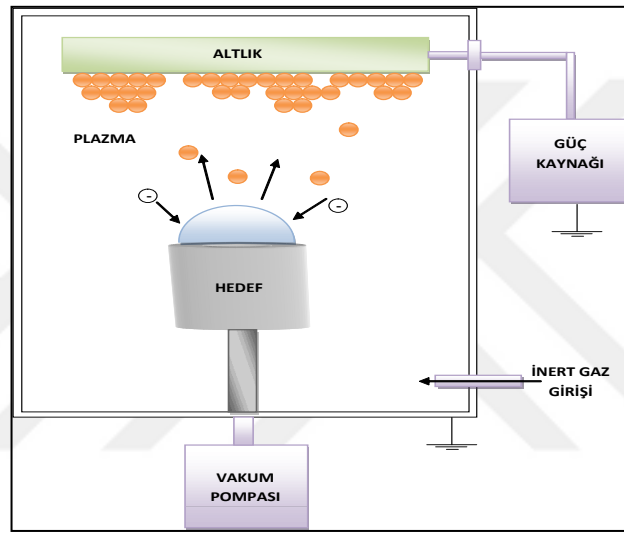 ALTLIK
PLAZMA
GÜÇ
KAYNAĞI
-
-
HEDEF
İNERT GAZ
GİRİŞİ
VAKUM
POMPASI